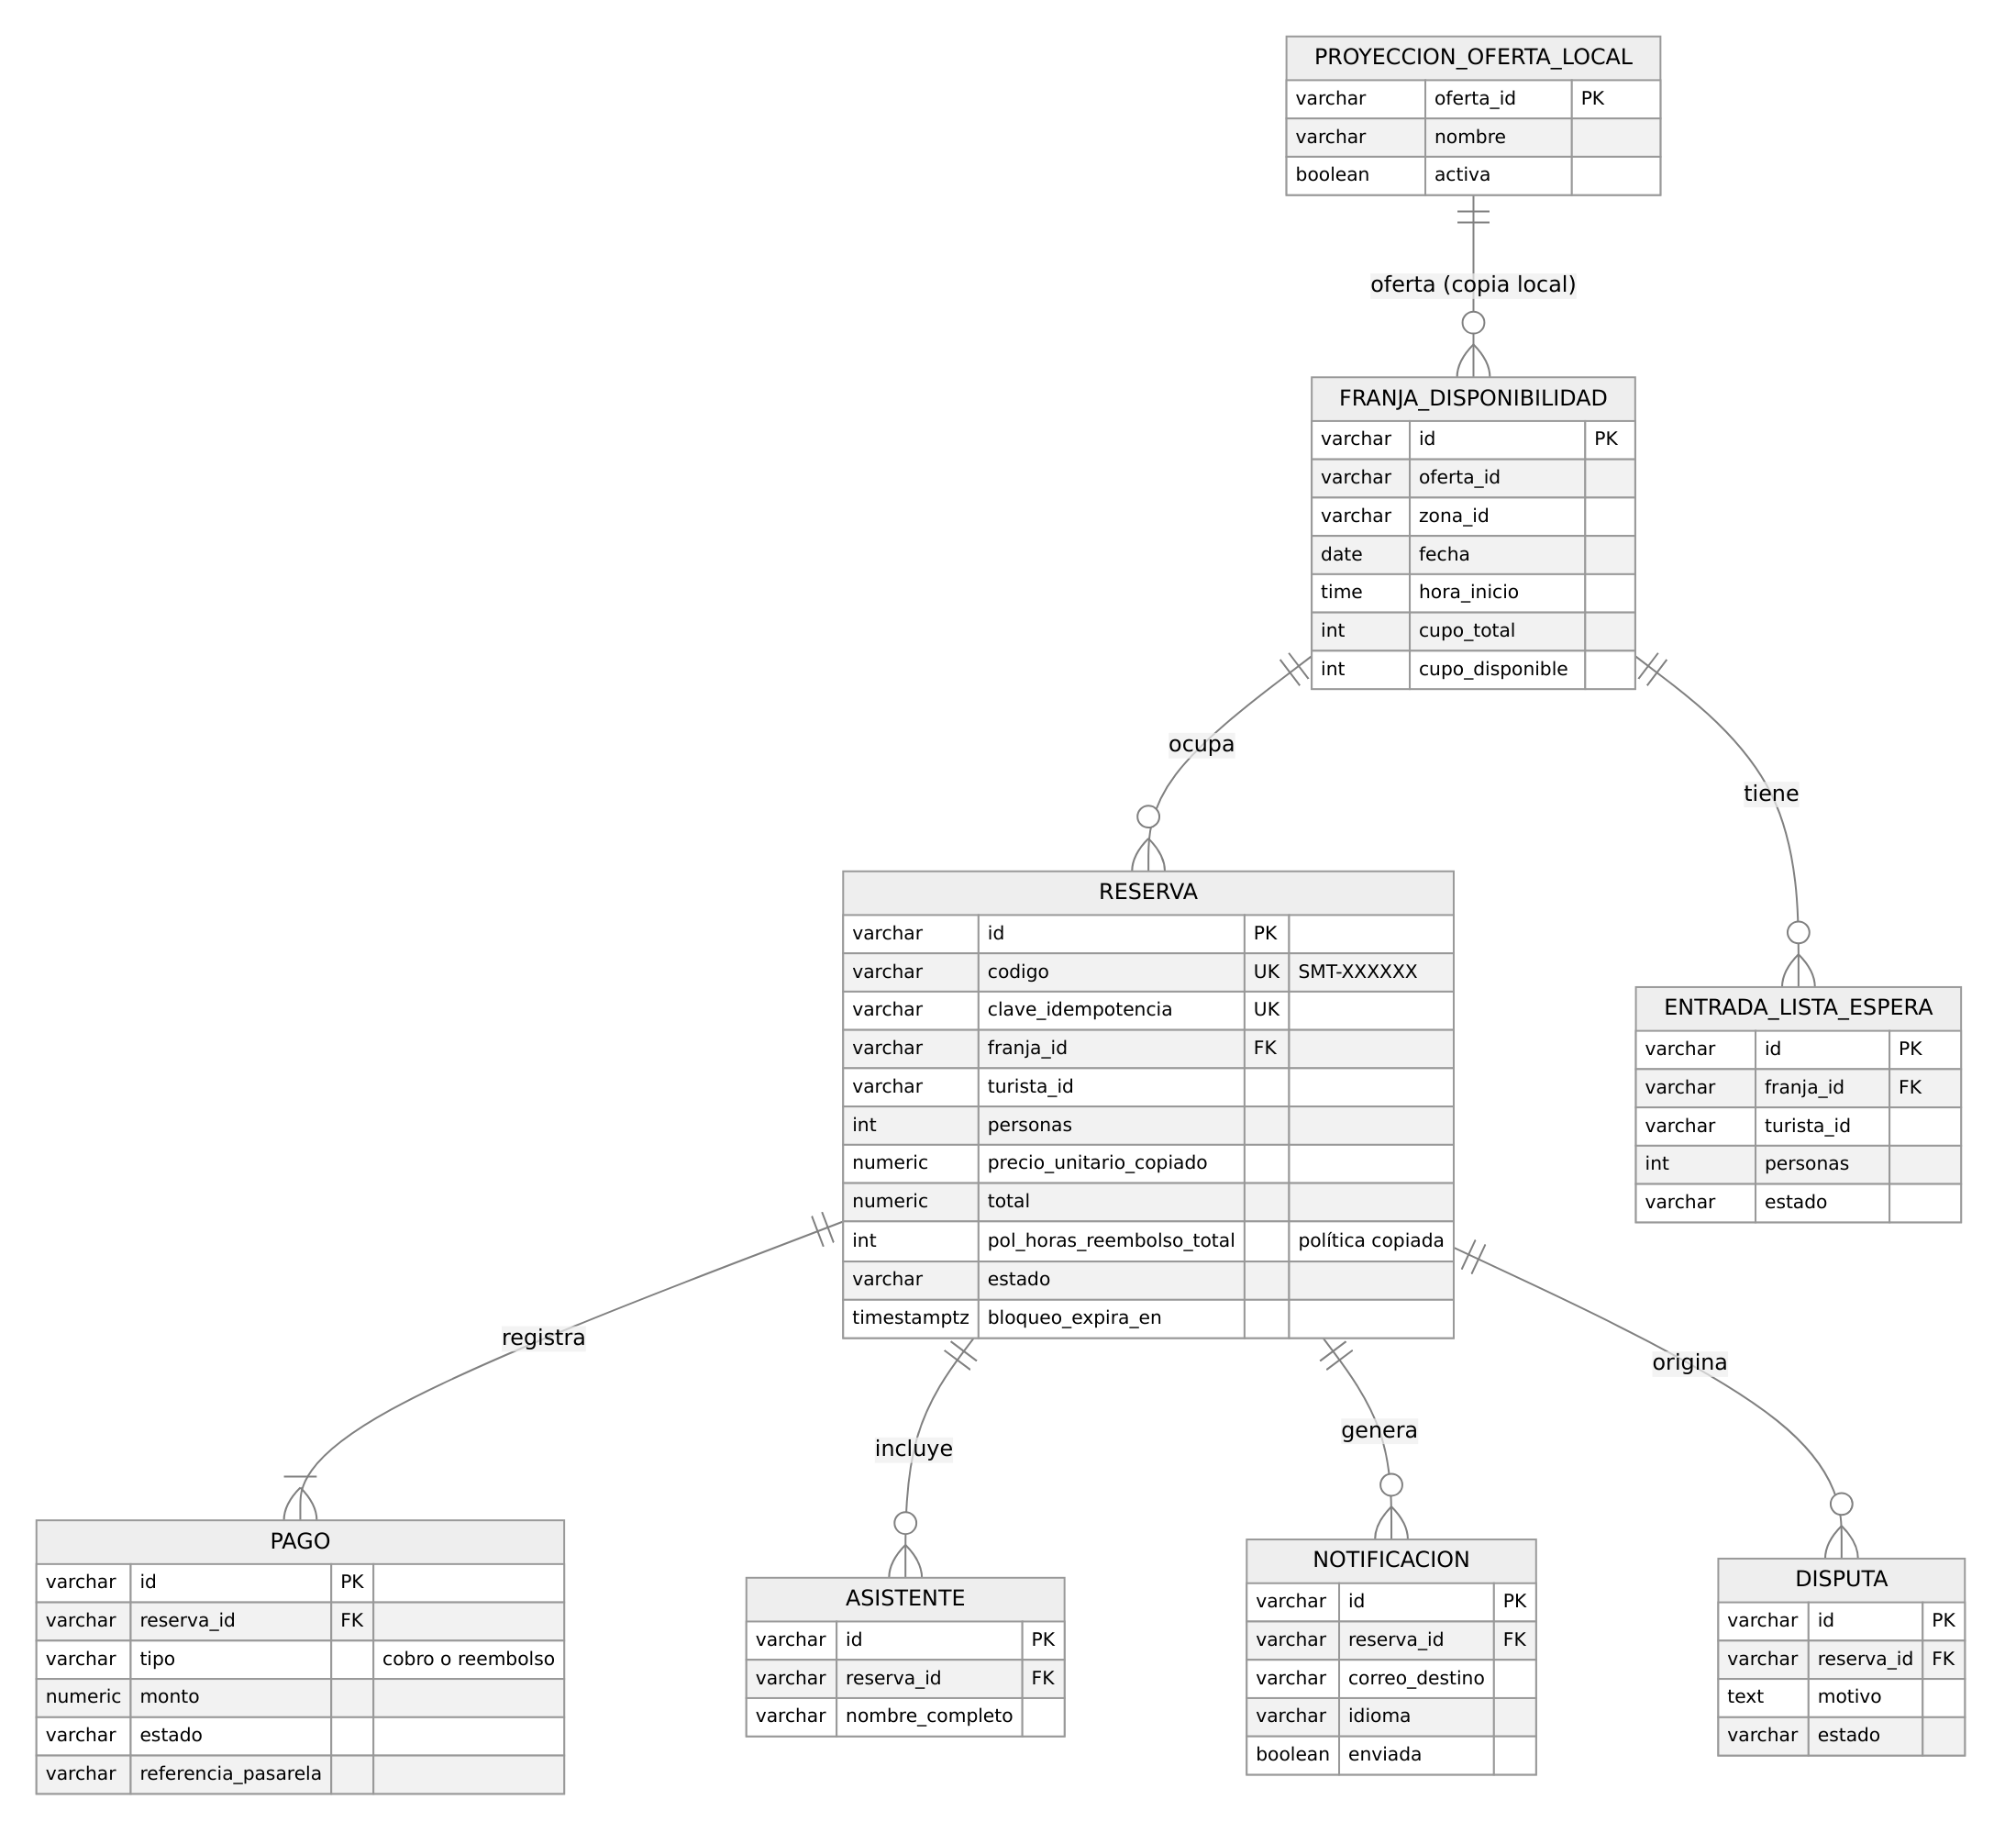 PROYECCION_OFERTA_LOCAL
varchar oferta_id PK
varchar nombre
boolean activa
oferta (copia local)
FRANJA_DISPONIBILIDAD
varchar id PK
varchar oferta_id
varchar zona_id
date fecha
time hora_inicio
int cupo_total
int cupo_disponible
ocupa
tiene
RESERVA
varchar id PK
varchar codigo UK SMT-XXXXXX
varchar clave_idempotencia UK
varchar franja_id FK
varchar turista_id
int personas
numeric precio_unitario_copiado
numeric total
int pol_horas_reembolso_total política copiada
varchar estado
timestamptz bloqueo_expira_en
ENTRADA_LISTA_ESPERA
varchar id PK
varchar franja_id FK
varchar turista_id
int personas
varchar estado
registra
incluye
genera
origina
PAGO
varchar id PK
varchar reserva_id FK
varchar tipo cobro o reembolso
numeric monto
varchar estado
varchar referencia_pasarela
ASISTENTE
varchar id PK
varchar reserva_id FK
varchar nombre_completo
NOTIFICACION
varchar id PK
varchar reserva_id FK
varchar correo_destino
varchar idioma
boolean enviada
DISPUTA
varchar id PK
varchar reserva_id FK
text motivo
varchar estado